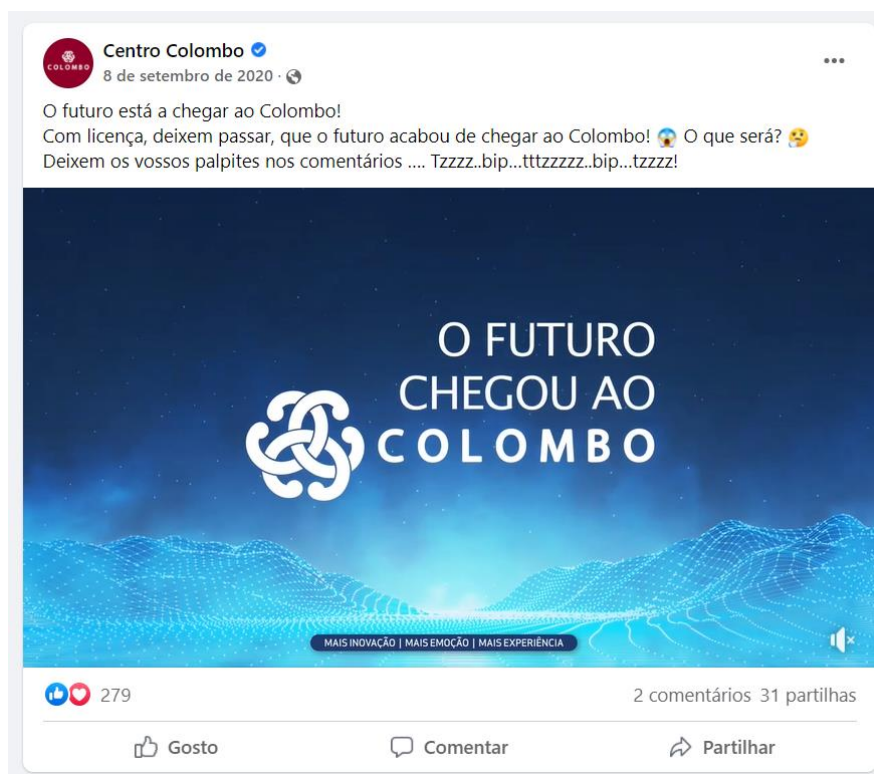 COLOMBO
Centro Colombo
8 de setembro de 2020 ·
O futuro está a chegar ao Colombo!
Com licença, deixem passar, que o futuro acabou de chegar ao Colombo! 😱 O que será? 🤔
Deixem os vossos palpites nos comentários .... Tzzzz..bip...tttzzzzz..bip...tzzzz!
O FUTURO
CHEGOU AO
COLOMBO
MAIS INOVAÇÃO | MAIS EMOÇÃO | MAIS EXPERIÊNCIA
279 2 comentários 31 partilhas
Gosto Comentar Partilhar